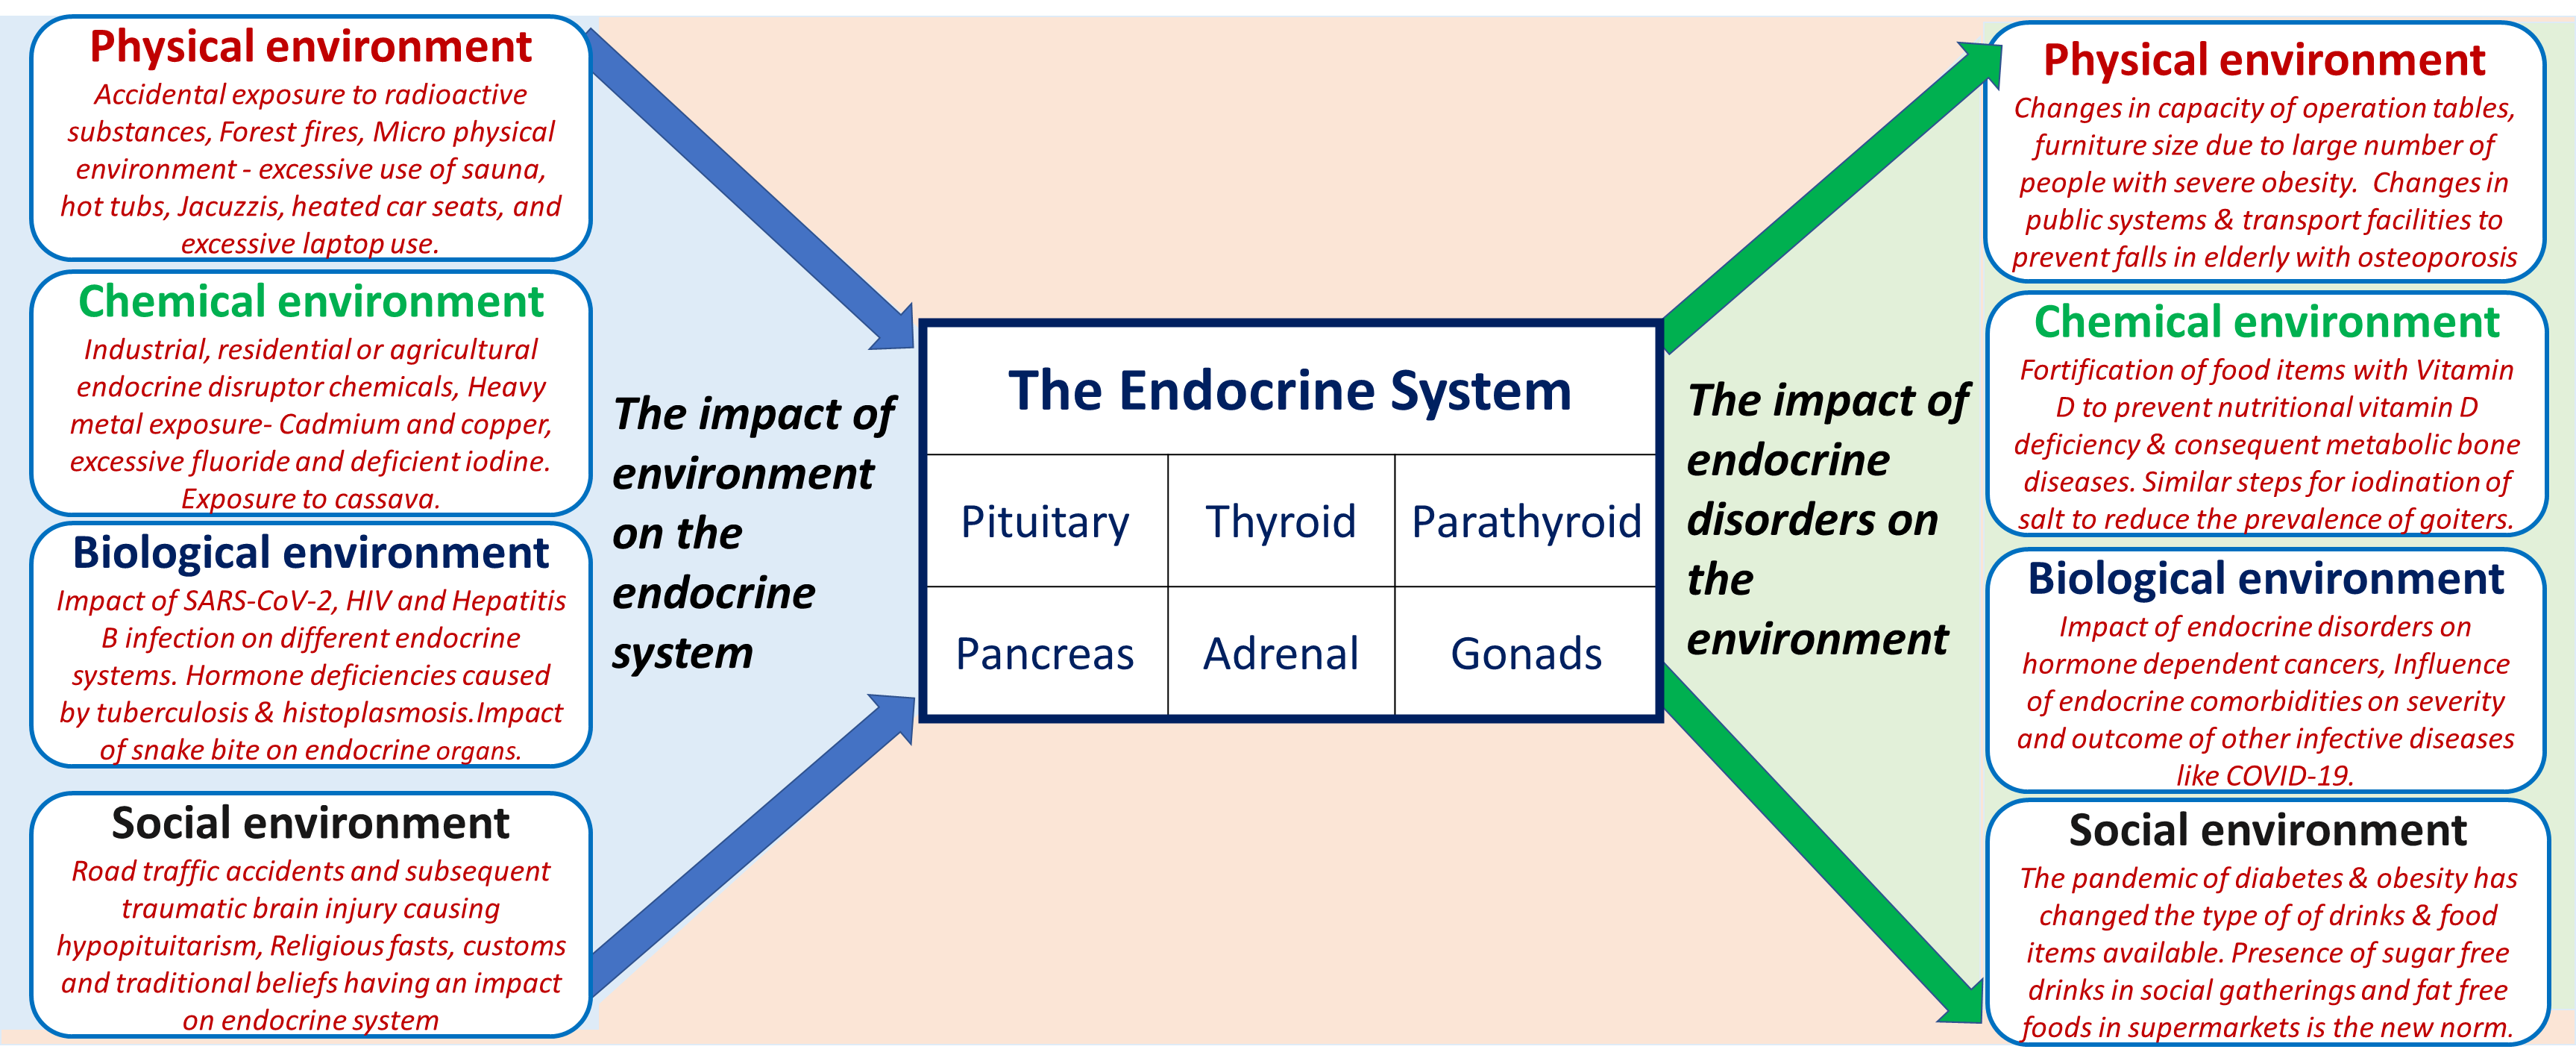 Physical environment
Accidental exposure to radioactive
substances, Forest fires, Micro physical
environment - excessive use of sauna,
hot tubs, Jacuzzis, heated car seats, and
excessive laptop use.
Chemical environment
Industrial, residential or agricultural
endocrine disruptor chemicals, Heavy
metal exposure- Cadmium and copper,
excessive fluoride and deficient iodine.
Exposure to cassava.
Biological environment
Impact of SARS-CoV-2, HIV and Hepatitis
B infection on different endocrine
systems. Hormone deficiencies caused
by tuberculosis & histoplasmosis.Impact
of snake bite on endocrine organs.
Social environment
Road traffic accidents and subsequent
traumatic brain injury causing
hypopituitarism, Religious fasts, customs
and traditional beliefs having an impact
on endocrine system
The impact of
environment
on the
endocrine
system
The Endocrine System
Pituitary Thyroid Parathyroid
Pancreas Adrenal Gonads
The impact of
endocrine
disorders on
the
environment
Physical environment
Changes in capacity of operation tables,
furniture size due to large number of
people with severe obesity. Changes in
public systems & transport facilities to
prevent falls in elderly with osteoporosis
Chemical environment
Fortification of food items with Vitamin
D to prevent nutritional vitamin D
deficiency & consequent metabolic bone
diseases. Similar steps for iodination of
salt to reduce the prevalence of goiters.
Biological environment
Impact of endocrine disorders on
hormone dependent cancers, Influence
of endocrine comorbidities on severity
and outcome of other infective diseases
like COVID-19.
Social environment
The pandemic of diabetes & obesity has
changed the type of of drinks & food
items available. Presence of sugar free
drinks in social gatherings and fat free
foods in supermarkets is the new norm.